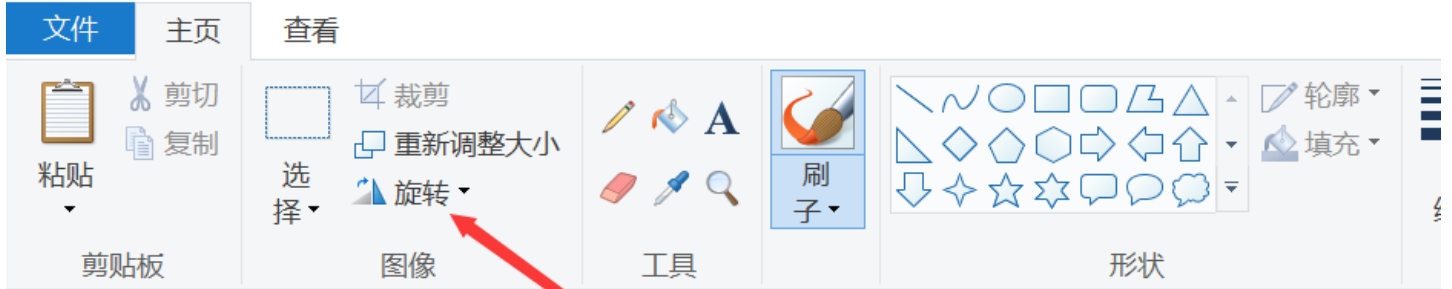 文件 主页 查看
粘贴
剪切
复制
剪贴板
选
择
裁剪
重新调整大小
旋转
图像
A
工具
刷
子
轮廓
填充
形状